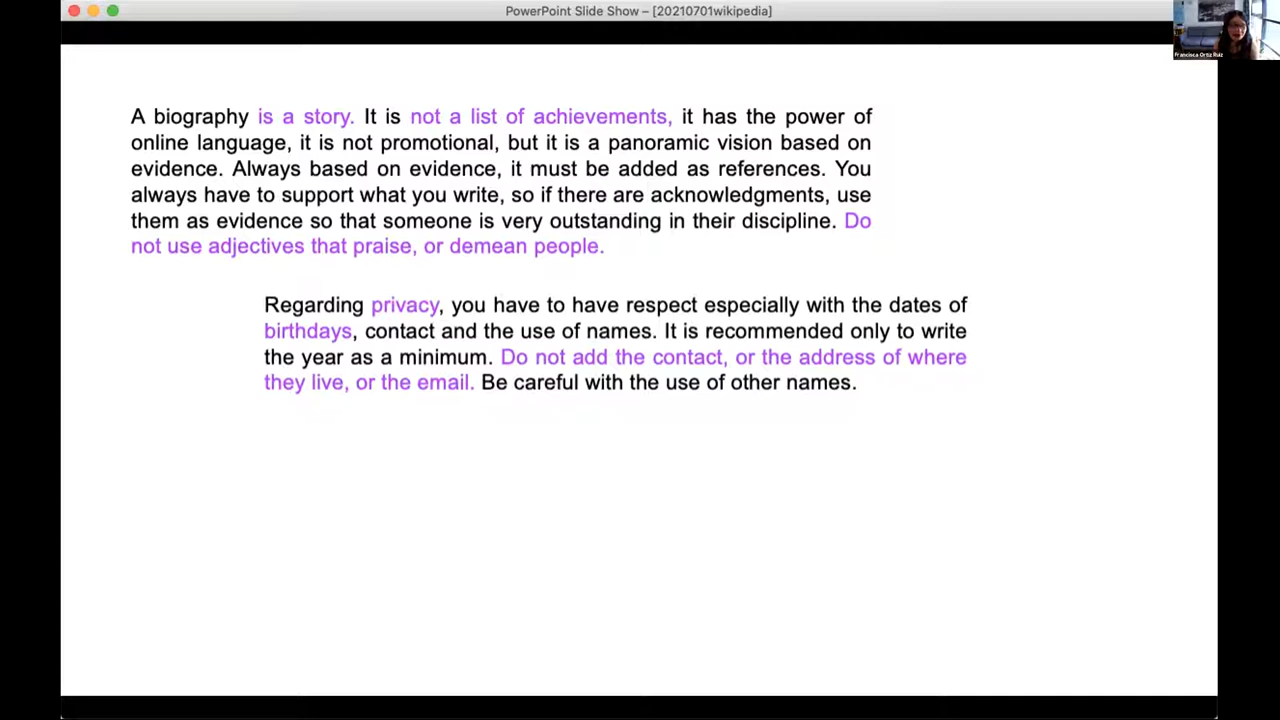 PowerPoint Slide Show – [20210701wikipedia]
Francisca Ortiz Ruiz
A biography is a story. It is not a list of achievements, it has the power of
online language, it is not promotional, but it is a panoramic vision based on
evidence. Always based on evidence, it must be added as references. You
always have to support what you write, so if there are acknowledgments, use
them as evidence so that someone is very outstanding in their discipline. Do
not use adjectives that praise, or demean people.
Regarding privacy, you have to have respect especially with the dates of
birthdays, contact and the use of names. It is recommended only to write
the year as a minimum. Do not add the contact, or the address of where
they live, or the email. Be careful with the use of other names.